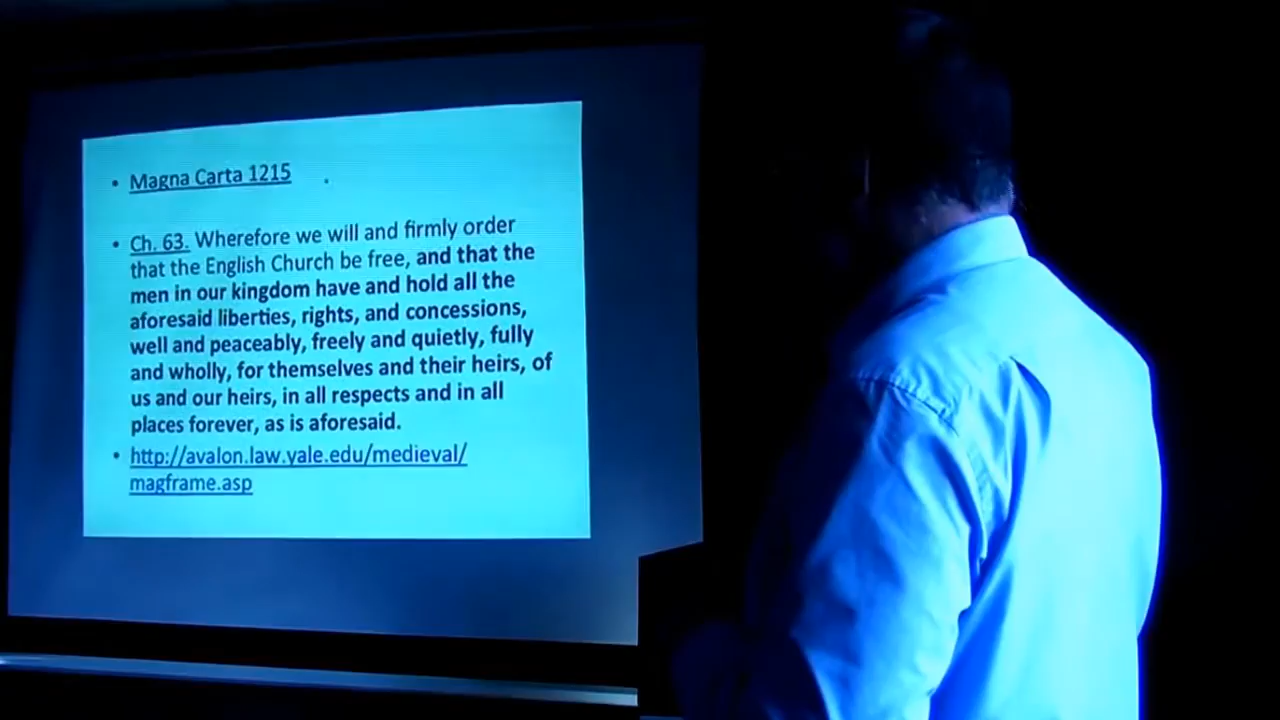 • Magna Carta 1215
• Ch. 63. Wherefore we will and firmly order
that the English Church be free, and that the
men in our kingdom have and hold all the
aforesaid liberties, rights, and concessions,
well and peaceably, freely and quietly, fully
and wholly, for themselves and their heirs, of
us and our heirs, in all respects and in all
places forever, as is aforesaid.
• http://avalon.law.yale.edu/medieval/
magframe.asp